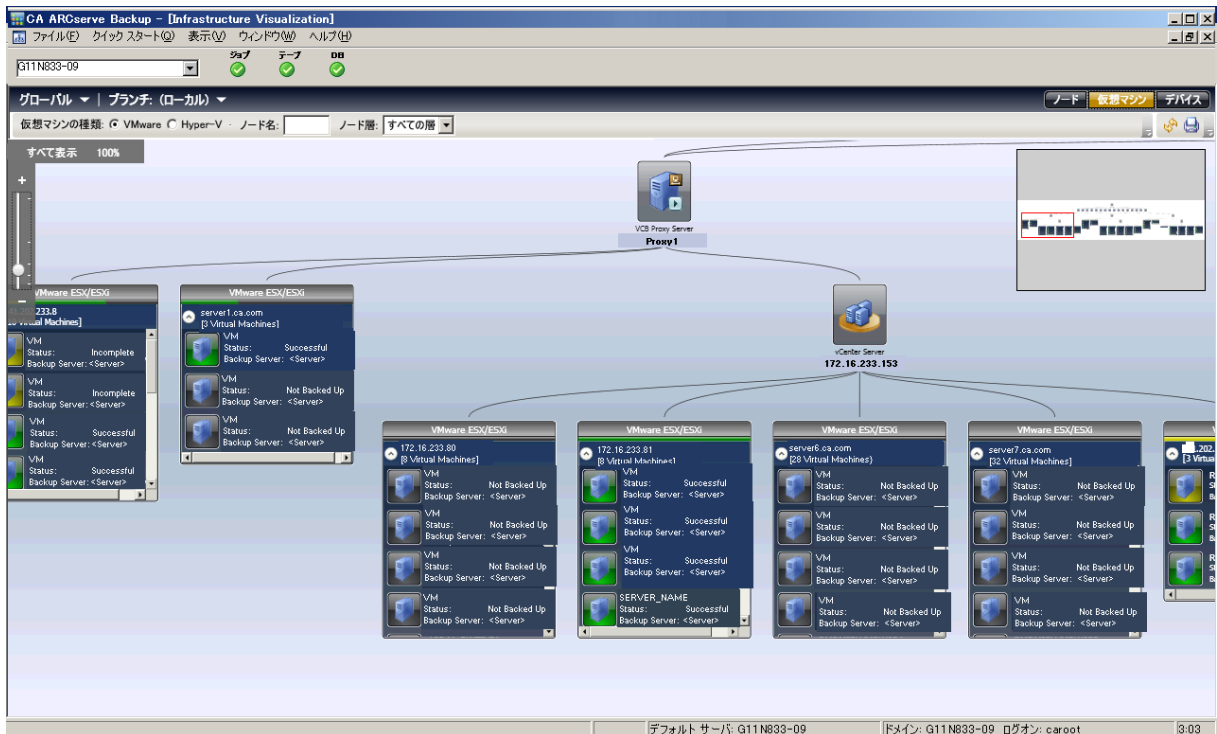 CA ARCserve Backup - [Infrastructure Visualization]
ファイル(F) クイック スタート(Q) 表示(V) ウィンドウ(W) ヘルプ(H)
ジョブ テープ DB
G11N833-09
グローバル ブランチ: (ローカル)
ノード 仮想マシン デバイス
仮想マシンの種類: VMware Hyper-V ノード名: ノード層: すべての層
すべて表示 100%
VCB Proxy Server
Proxy1
vCenter Server
172.16.233.153
VMware ESX/ESXi
233.8
Virtual Machines]
VM
Status: Incomplete
Backup Server: <Server>
VM
Status: Incomplete
Backup Server: <Server>
VM
Status: Successful
Backup Server: <Server>
VM
Status: Successful
Backup Server: <Server>
VMware ESX/ESXi
server1.ca.com
[3 Virtual Machines]
VM
Status: Successful
Backup Server: <Server>
VM
Status: Not Backed Up
Backup Server: <Server>
VM
Status: Not Backed Up
Backup Server: <Server>
VMware ESX/ESXi
172.16.233.80
[8 Virtual Machines]
VM
Status: Not Backed Up
Backup Server: <Server>
VM
Status: Not Backed Up
Backup Server: <Server>
VM
Status: Not Backed Up
Backup Server: <Server>
VM
Status: Not Backed Up
Backup Server: <Server>
VMware ESX/ESXi
172.16.233.81
[8 Virtual Machines]
VM
Status: Successful
Backup Server: <Server>
VM
Status: Successful
Backup Server: <Server>
VM
Status: Successful
Backup Server: <Server>
SERVER_NAME
Status: Successful
Backup Server: <Server>
VMware ESX/ESXi
server6.ca.com
[28 Virtual Machines)
VM
Status: Not Backed Up
Backup Server: <Server>
VM
Status: Not Backed Up
Backup Server: <Server>
VM
Status: Not Backed Up
Backup Server: <Server>
VM
Status: Not Backed Up
Backup Server: <Server>
VMware ESX/ESXi
server7.ca.com
[32 Virtual Machines]
VM
Status: Not Backed Up
Backup Server: <Server>
VM
Status: Not Backed Up
Backup Server: <Server>
VM
Status: Not Backed Up
Backup Server: <Server>
VM
Status: Not Backed Up
Backup Server: <Server>
.202.
[3 Virtua
デフォルト サーバ: G11N833-09 ドメイン: G11N833-09 ログオン: caroot 3:03